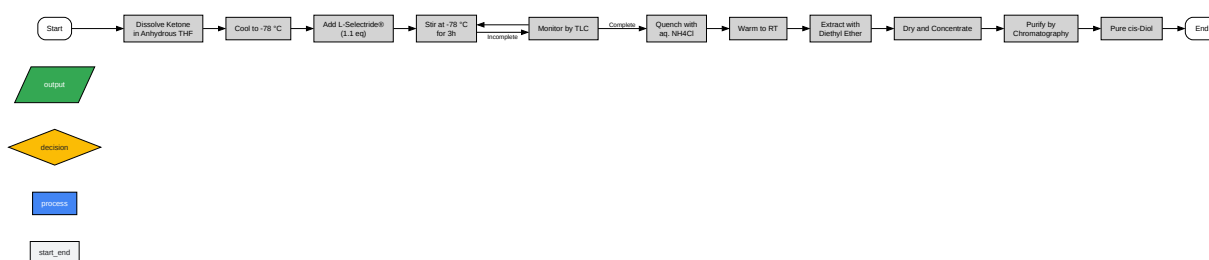 Start
Dissolve Ketone
in Anhydrous THF
Cool to -78 °C
Add L-Selectride®
(1.1 eq)
Stir at -78 °C
for 3h
Incomplete
Monitor by TLC
Complete
Quench with
aq. NH4Cl
Warm to RT
Extract with
Diethyl Ether
Dry and Concentrate
Purify by
Chromatography
Pure cis-Diol
End
output
decision
process
start_end